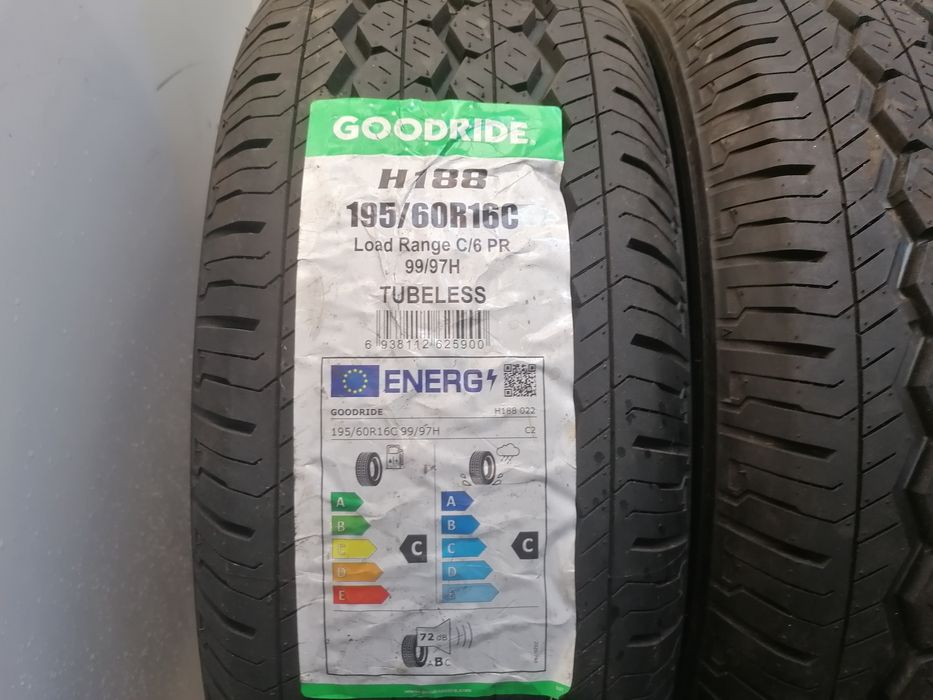 GOODRIDE
H188
195/60R16C
Load Range C/6 PR
99/97H
TUBELESS
6 938112 625900
ENERG
GOODRIDE H188 022
195/60R16C 99/97H C2
A A
B B
C C C C
D D
E E
72 dB
ABC